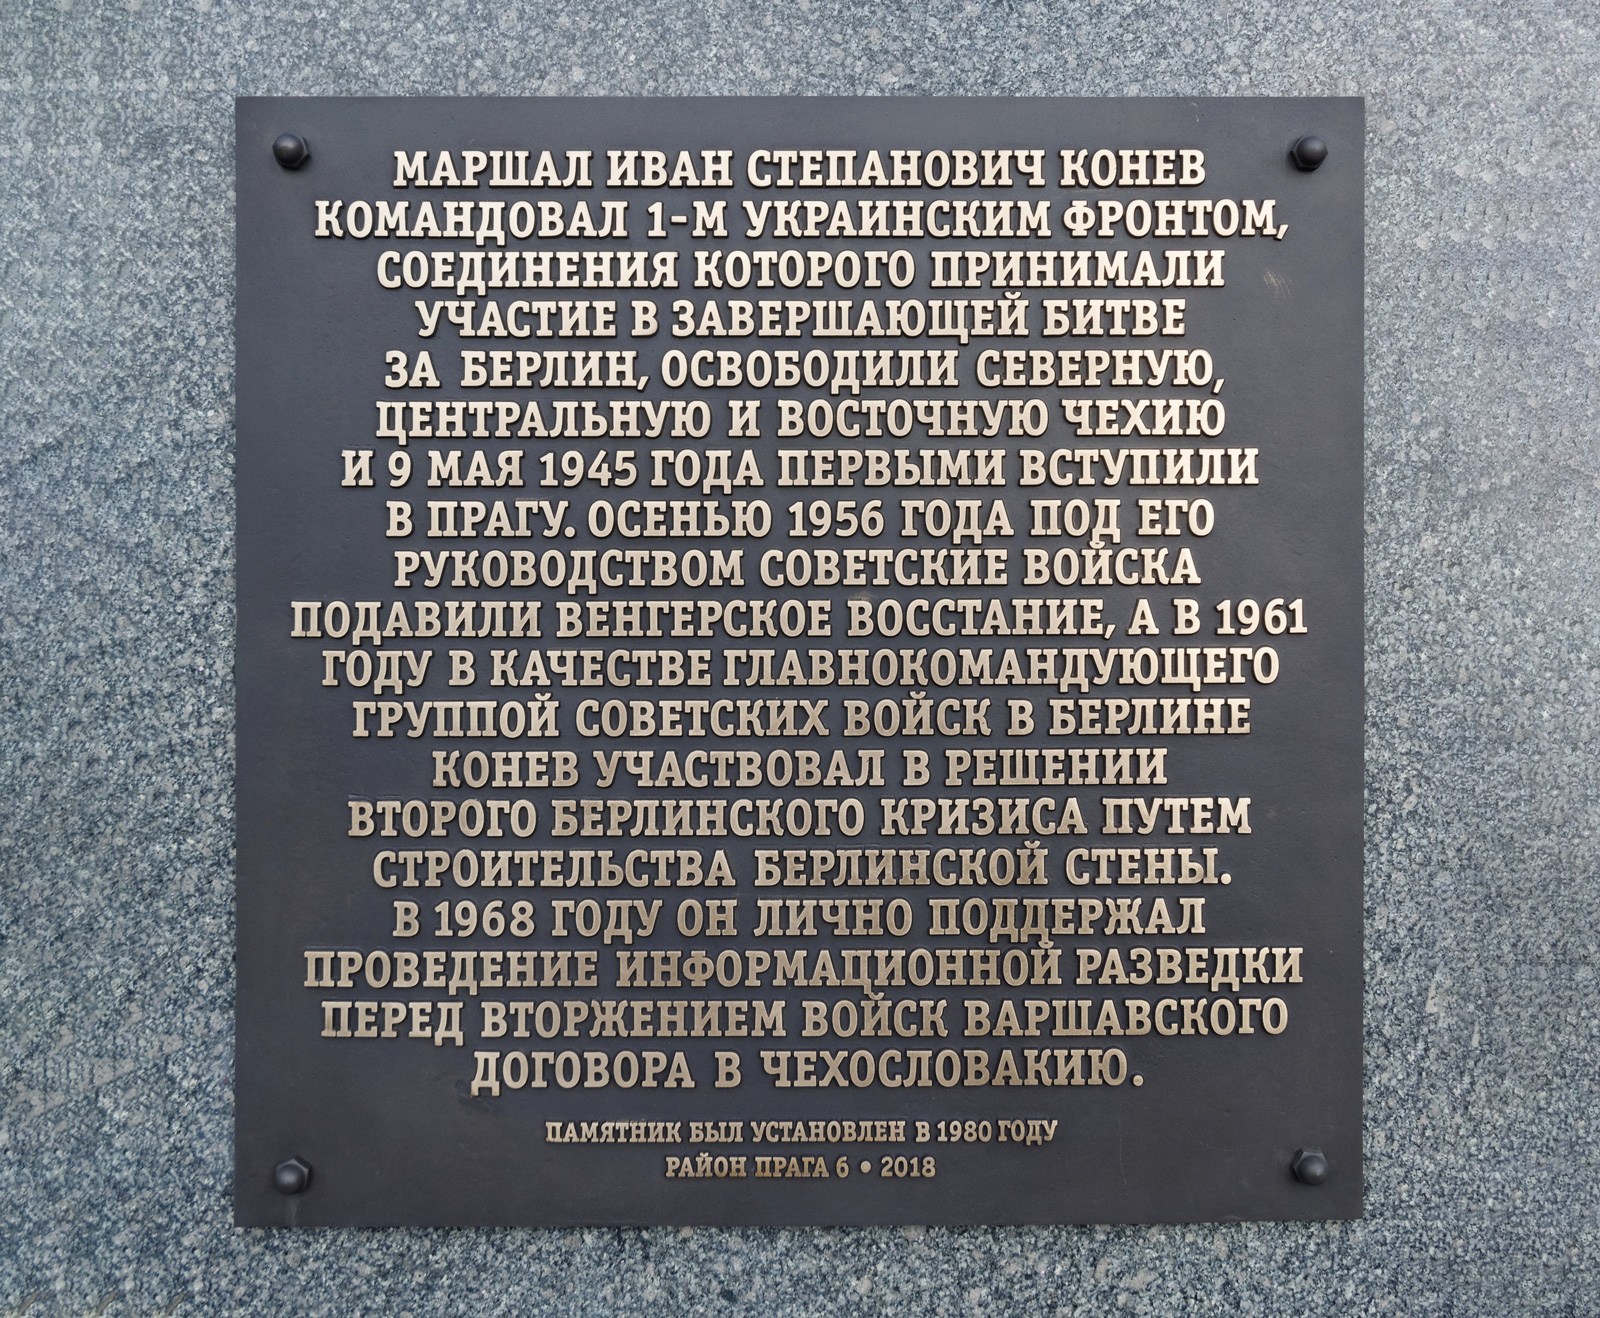 МАРШАЛ ИВАН СТЕПАНОВИЧ КОНЕВ
КОМАНДОВАЛ 1-М УКРАИНСКИМ ФРОНТОМ,
СОЕДИНЕНИЯ КОТОРОГО ПРИНИМАЛИ
УЧАСТИЕ В ЗАВЕРШАЮЩЕЙ БИТВЕ
ЗА БЕРЛИН, ОСВОБОДИЛИ СЕВЕРНУЮ,
ЦЕНТРАЛЬНУЮ И ВОСТОЧНУЮ ЧЕХИЮ
И 9 МАЯ 1945 ГОДА ПЕРВЫМИ ВСТУПИЛИ
В ПРАГУ. ОСЕНЬЮ 1956 ГОДА ПОД ЕГО
РУКОВОДСТВОМ СОВЕТСКИЕ ВОЙСКА
ПОДАВИЛИ ВЕНГЕРСКОЕ ВОССТАНИЕ, А В 1961
ГОДУ В КАЧЕСТВЕ ГЛАВНОКОМАНДУЮЩЕГО
ГРУППОЙ СОВЕТСКИХ ВОЙСК В БЕРЛИНЕ
КОНЕВ УЧАСТВОВАЛ В РЕШЕНИИ
ВТОРОГО БЕРЛИНСКОГО КРИЗИСА ПУТЕМ
СТРОИТЕЛЬСТВА БЕРЛИНСКОЙ СТЕНЫ.
В 1968 ГОДУ ОН ЛИЧНО ПОДДЕРЖАЛ
ПРОВЕДЕНИЕ ИНФОРМАЦИОННОЙ РАЗВЕДКИ
ПЕРЕД ВТОРЖЕНИЕМ ВОЙСК ВАРШАВСКОГО
ДОГОВОРА В ЧЕХОСЛОВАКИЮ.
ПАМЯТНИК БЫЛ УСТАНОВЛЕН В 1980 ГОДУ
РАЙОН ПРАГА 6 • 2018